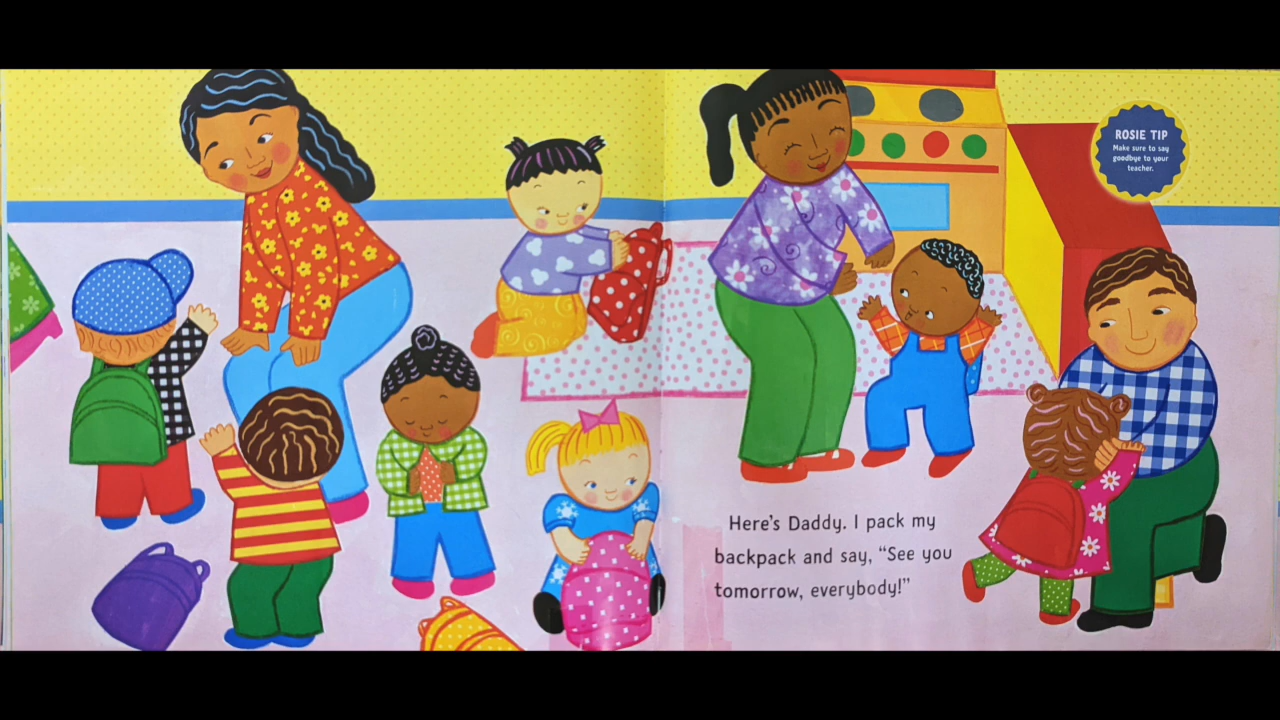 ROSIE TIP
Make sure to say
goodbye to your
teacher.
Here's Daddy. I pack my
backpack and say, “See you
tomorrow, everybody!”